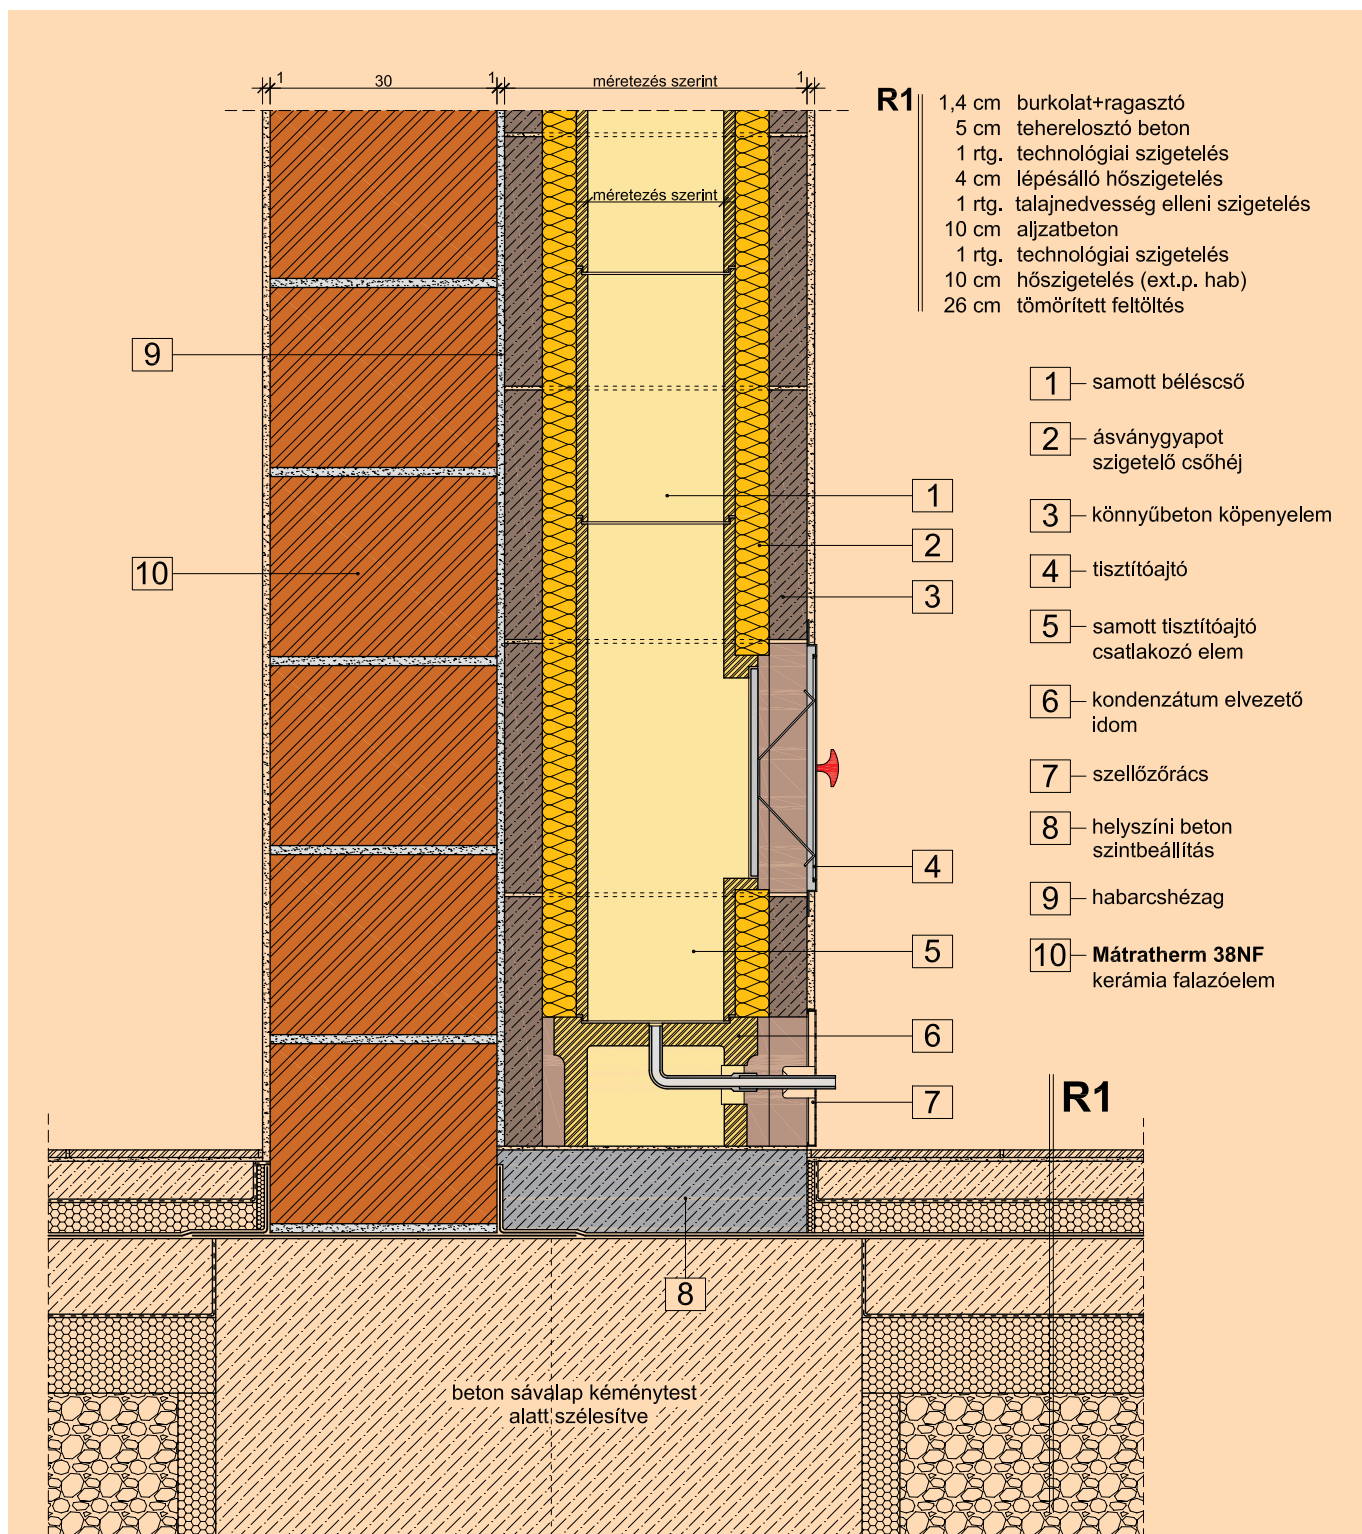 1
30
1
méretezés szerint
1
R1
1,4 cm burkolat+ragasztó
5 cm teherelosztó beton
1 rtg. technológiai szigetelés
4 cm lépésálló hőszigetelés
1 rtg. talajnedvesség elleni szigetelés
10 cm aljzatbeton
1 rtg. technológiai szigetelés
10 cm hőszigetelés (ext.p. hab)
26 cm tömörített feltöltés
méretezés szerint
1 samott béléscső
2 ásványgyapot
szigetelő csőhéj
3 könnyűbeton köpenyelem
4 tisztítóajtó
5 samott tisztítóajtó
csatlakozó elem
6 kondenzátum elvezető
idom
7 szellőzőrács
8 helyszíni beton
szintbeállítás
9 habarcshézag
10 Mátratherm 38NF
kerámia falazóelem
9
10
1
2
3
4
5
6
7
R1
8
beton sávalap kéménytest
alatt szélesítve